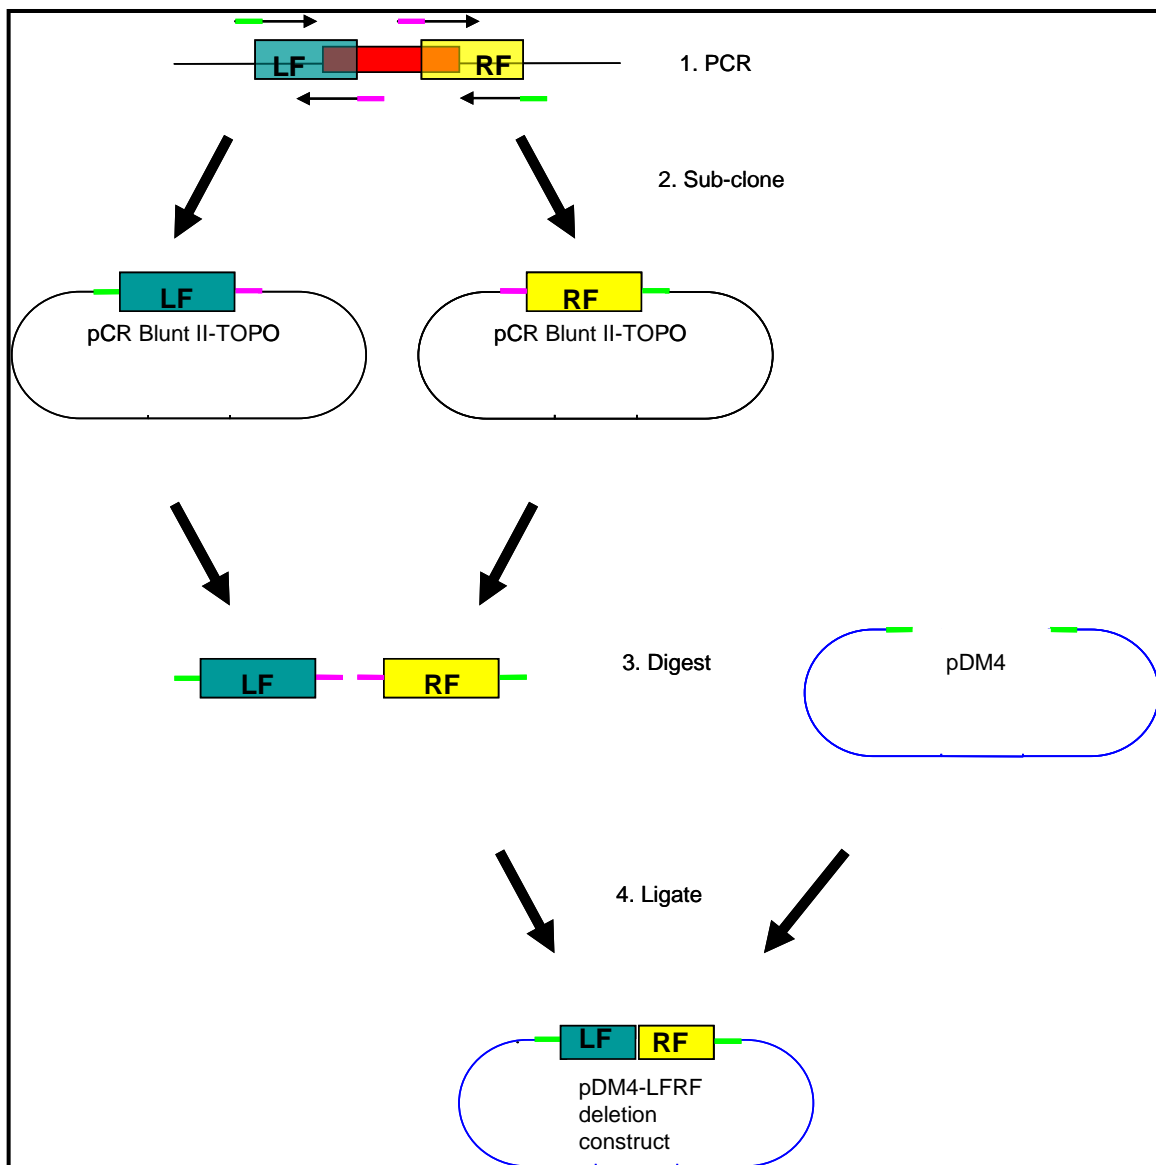 LF
RF
1. PCR
2. Sub-clone
LF
pCR Blunt II-TOPO
RF
pCR Blunt II-TOPO
LF
RF
3. Digest
pDM4
4. Ligate
LF
RF
pDM4-LFRF
deletion
construct